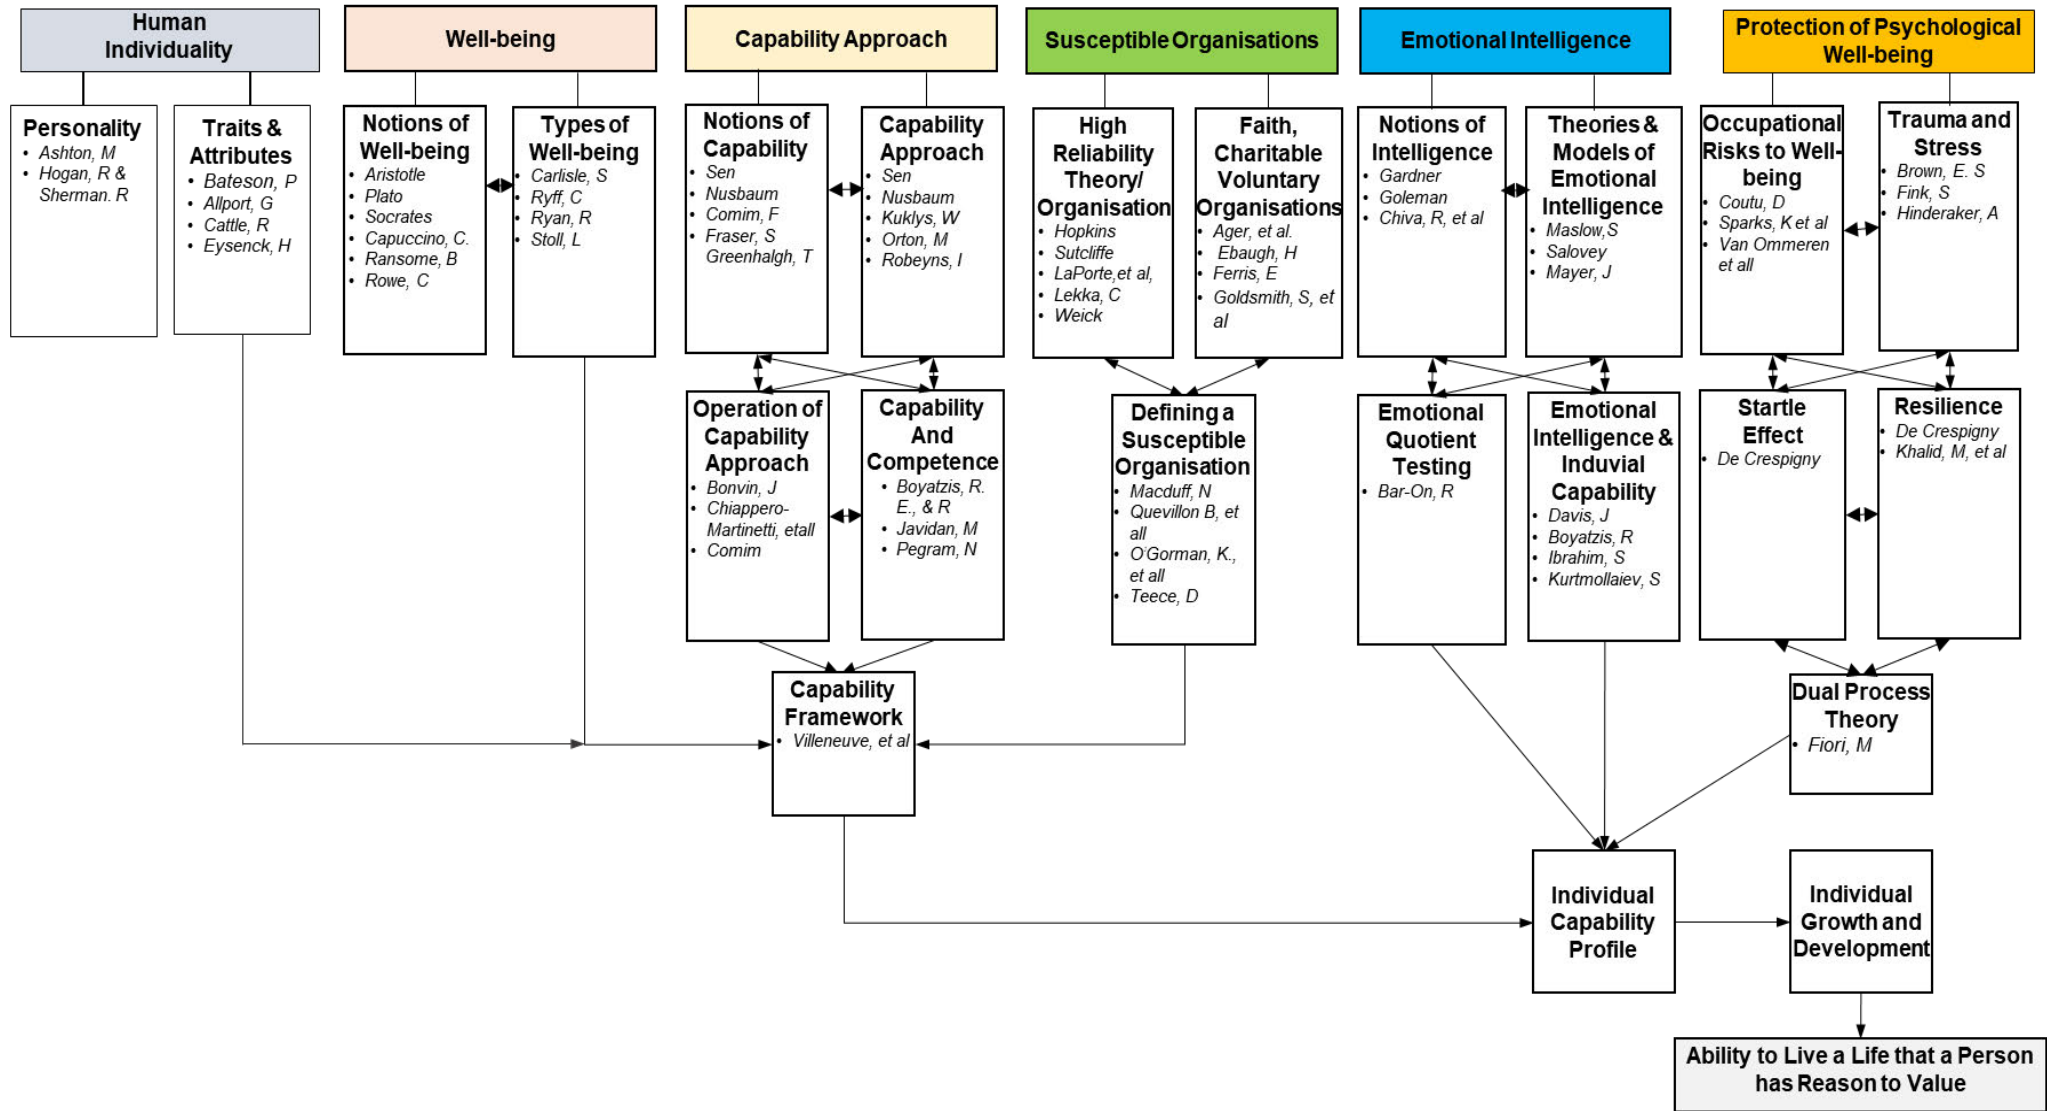 Human
Individuality
Well-being
Capability Approach
Susceptible Organisations
Emotional Intelligence
Protection of Psychological
Well-being
Personality
• Ashton, M
• Hogan, R &
Sherman. R
Traits &
Attributes
• Bateson, P
• Allport, G
• Cattle, R
• Eysenck, H
Notions of
Well-being
• Aristotle
• Plato
• Socrates
• Capuccino, C.
• Ransome, B
• Rowe, C
Types of
Well-being
• Carlisle, S
• Ryff, C
• Ryan, R
• Stoll, L
Notions of
Capability
• Sen
• Nusbaum
• Comim, F
• Fraser, S
Greenhalgh, T
Capability
Approach
• Sen
• Nusbaum
• Kuklys, W
• Orton, M
• Robeyns, I
High
Reliability
Theory/
Organisation
• Hopkins
• Sutcliffe
• LaPorte,et al,
• Lekka, C
• Weick
Faith,
Charitable
Voluntary
Organisations
• Ager, et al.
• Ebaugh, H
• Ferris, E
• Goldsmith, S, et
al
Notions of
Intelligence
• Gardner
• Goleman
• Chiva, R, et al
Theories &
Models of
Emotional
Intelligence
• Maslow,S
• Salovey
• Mayer, J
Occupational
Risks to Well-
being
• Coutu, D
• Sparks, K et al
• Van Ommeren
et all
Trauma and
Stress
• Brown, E. S
• Fink, S
• Hinderaker, A
Operation of
Capability
Approach
• Bonvin, J
• Chiappero-
Martinetti, etall
• Comim
Capability
And
Competence
• Boyatzis, R.
E., & R
• Javidan, M
• Pegram, N
Defining a
Susceptible
Organisation
• Macduff, N
• Quevillon B, et
all
• O'Gorman, K.,
et all
• Teece, D
Emotional
Quotient
Testing
• Bar-On, R
Emotional
Intelligence &
Induvial
Capability
• Davis, J
• Boyatzis, R
• Ibrahim, S
• Kurtmollaiev, S
Startle
Effect
• De Crespigny
Resilience
• De Crespigny
• Khalid, M, et al
Capability
Framework
• Villeneuve, et al
Dual Process
Theory
• Fiori, M
Individual
Capability
Profile
Individual
Growth and
Development
Ability to Live a Life that a Person
has Reason to Value